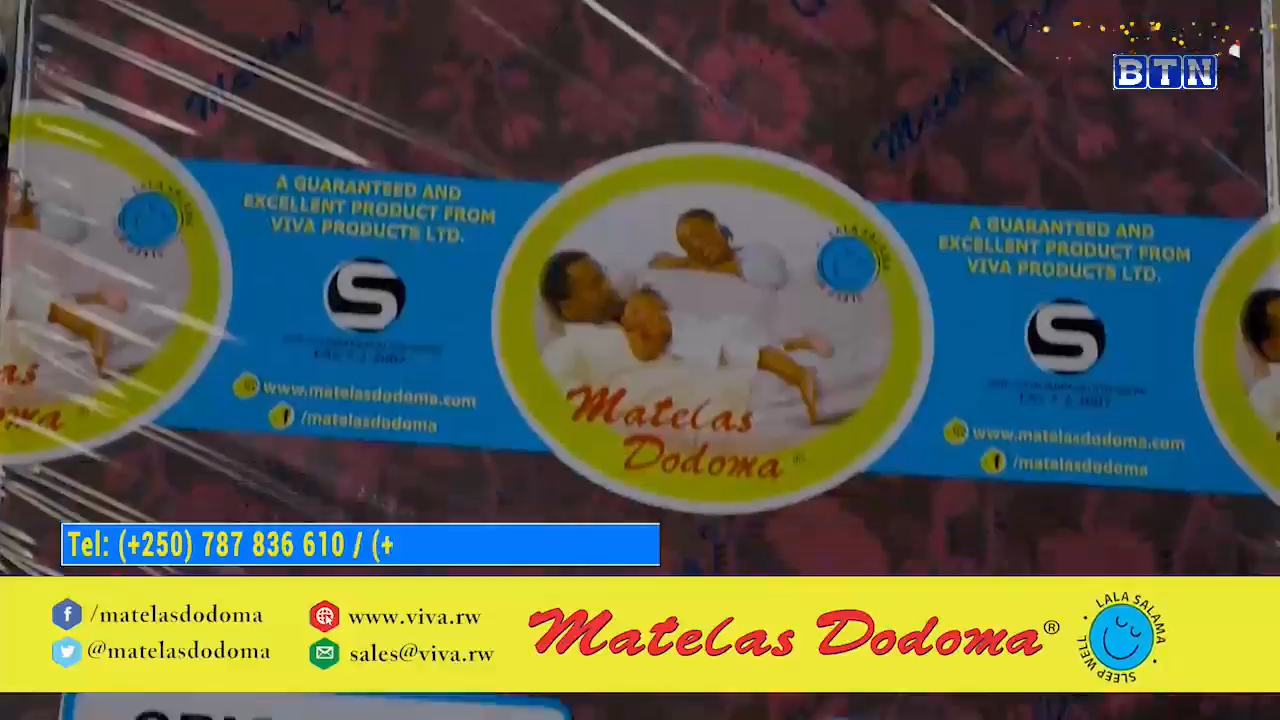 BTN
A GUARANTEED AND
EXCELLENT PRODUCT FROM
VIVA PRODUCTS LTD.
S
www.matelasdodoma.com
/matelasdodoma
Matelas
Dodoma ®
LALA SALAMA
A GUARANTEED AND
EXCELLENT PRODUCT FROM
VIVA PRODUCTS LTD.
S
www.matelasdodoma.com
/matelasdodoma
Tel: (+250) 787 836 610 / (+
/matelasdodoma
@matelasdodoma
www.viva.rw
sales@viva.rw
Matelas Dodoma®
LALA SALAMA
SLEEP WELL